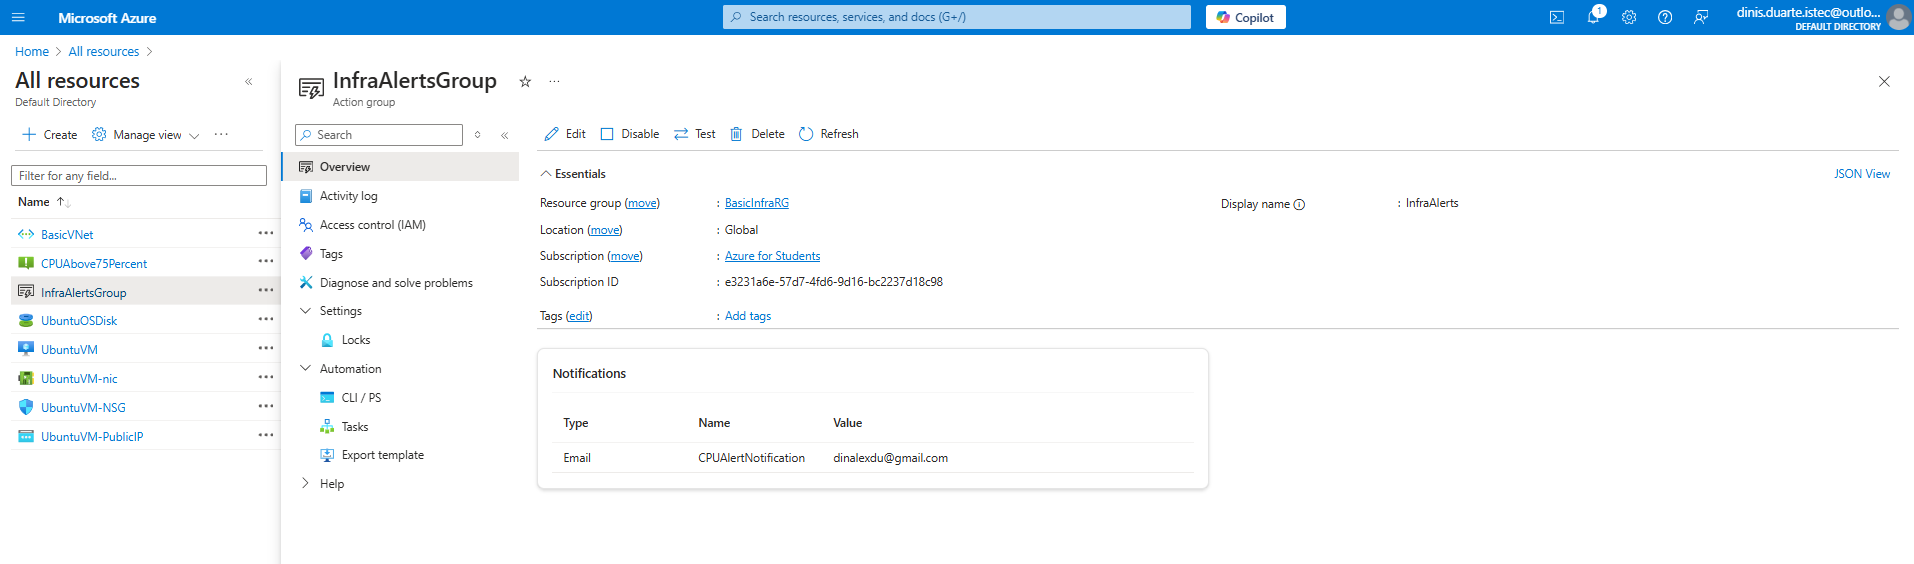 Microsoft Azure
Search resources, services, and docs (G+/)
Copilot
1
dinis.duarte.istec@outlo...
DEFAULT DIRECTORY
Home > All resources >
All resources
Default Directory
Create
Manage view
...
Filter for any field...
Name
BasicVNet
CPUAbove75Percent
InfraAlertsGroup
UbuntuOSDisk
UbuntuVM
UbuntuVM-nic
UbuntuVM-NSG
UbuntuVM-PublicIP
InfraAlertsGroup
Action group
Search
Overview
Activity log
Access control (IAM)
Tags
Diagnose and solve problems
Settings
Locks
Automation
CLI / PS
Tasks
Export template
Help
Edit Disable Test Delete Refresh
Essentials
JSON View
Resource group (move) : BasicInfraRG
Location (move) : Global
Subscription (move) : Azure for Students
Subscription ID : e3231a6e-57d7-4fd6-9d16-bc2237d18c98
Tags (edit) : Add tags
Display name : InfraAlerts
Notifications
Type Name Value
Email CPUAlertNotification dinalexdu@gmail.com